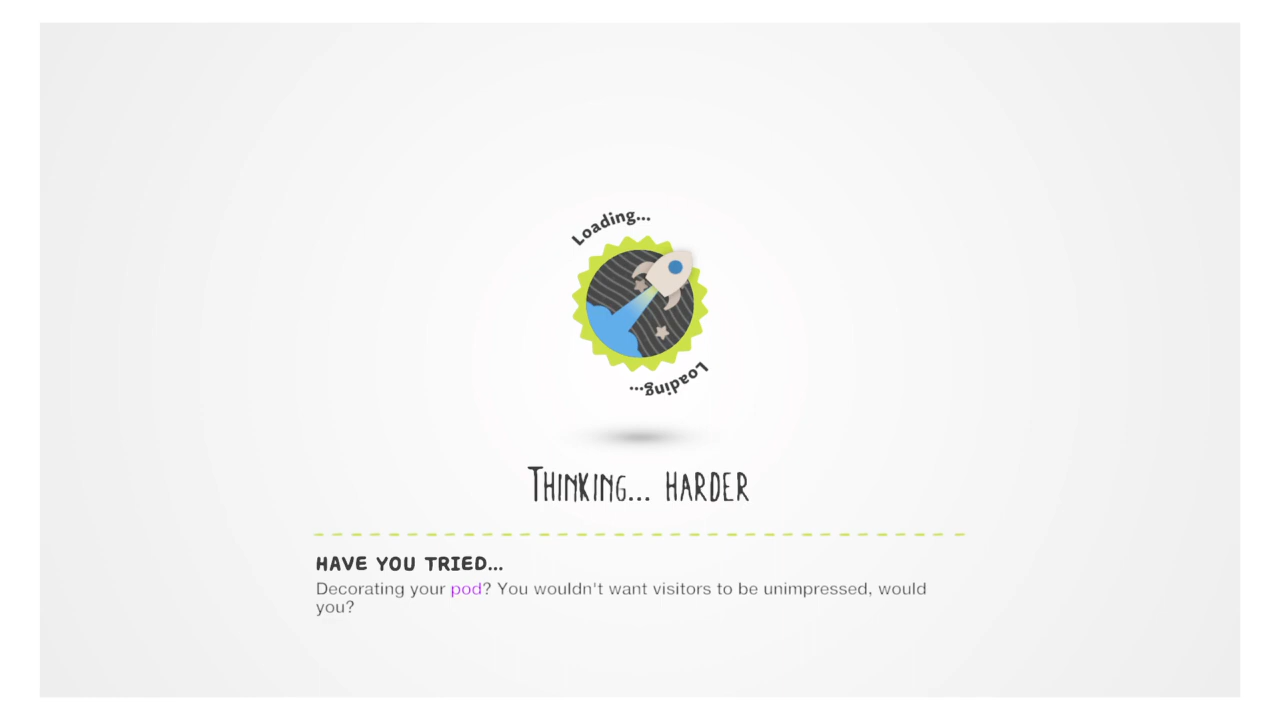 Loading...
Loading...
Thinking... harder
HAVE YOU TRIED...
Decorating your pod? You wouldn't want visitors to be unimpressed, would
you?